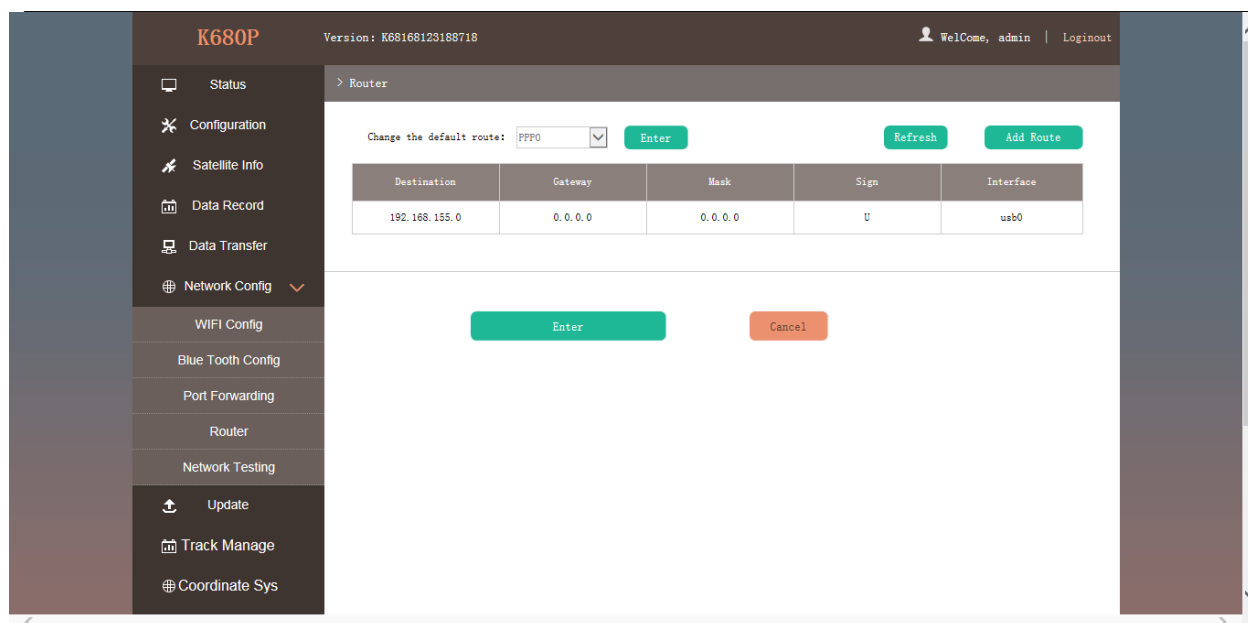 K680P
Version: K68168123188718
WelCome, admin | Loginout
Status
Configuration
Satellite Info
Data Record
Data Transfer
Network Config
WIFI Config
Blue Tooth Config
Port Forwarding
Router
Network Testing
Update
Track Manage
Coordinate Sys
> Router
Change the default route: PPP0 Enter Refresh Add Route
Destination Gateway Mask Sign Interface
192.168.155.0 0.0.0.0 0.0.0.0 U usb0
Enter Cancel